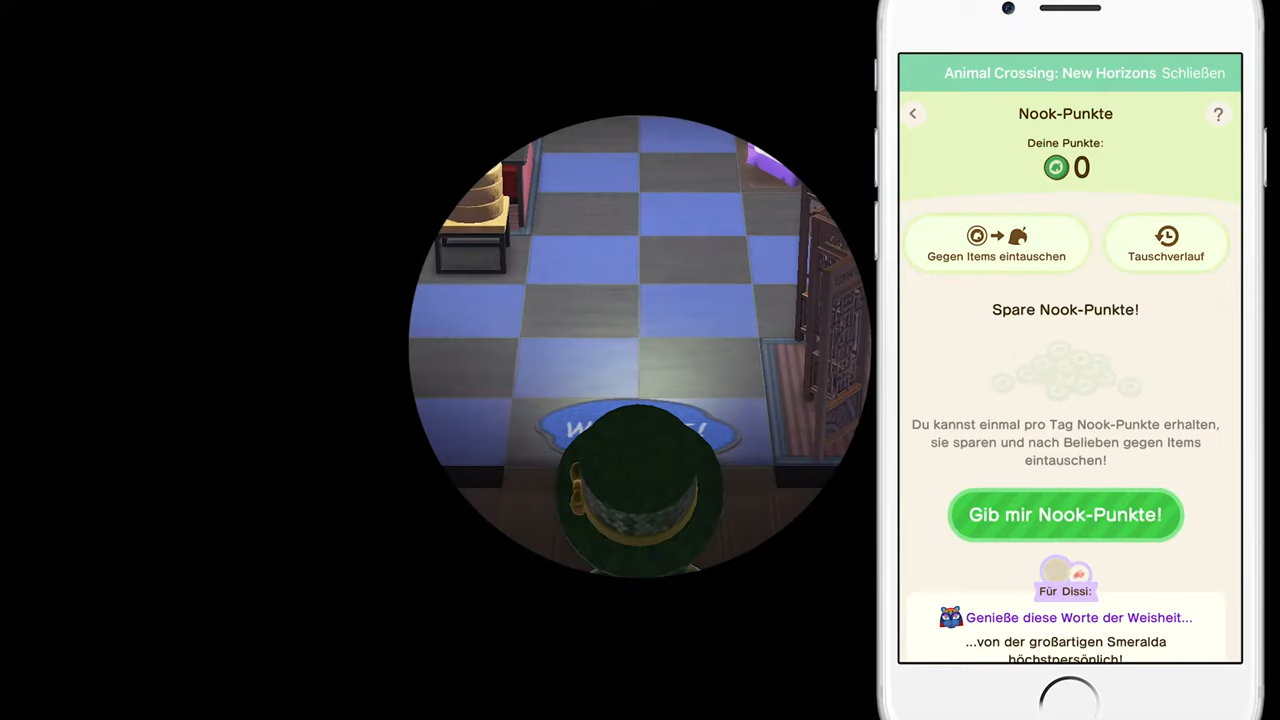 Animal Crossing: New Horizons Schließen
Nook-Punkte
?
Deine Punkte:
0
Gegen Items eintauschen
Tauschverlauf
Spare Nook-Punkte!
Du kannst einmal pro Tag Nook-Punkte erhalten,
sie sparen und nach Belieben gegen Items
eintauschen!
Gib mir Nook-Punkte!
Für Dissi:
Genieße diese Worte der Weisheit...
...von der großartigen Smeralda
höchstpersönlich!